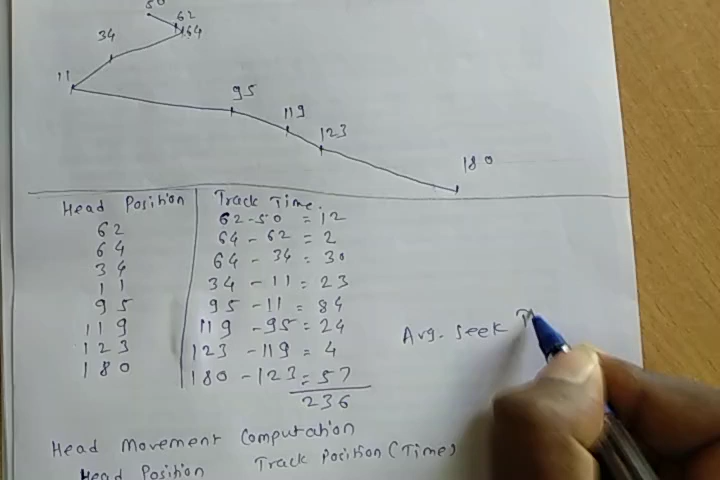 50
62
64
34
11
95
119
123
180
Head Position Track Time.
62 62-50 = 12
64 64 - 62 = 2
34 64 - 34 = 30
11 34 - 11 = 23
95 95 - 11 = 84
119 119 - 95 = 24
123 123 - 119 = 4
180 180 - 123 = 57
236
Avg. Seek
Head Movement Computation
Head Position Track Position (Time)